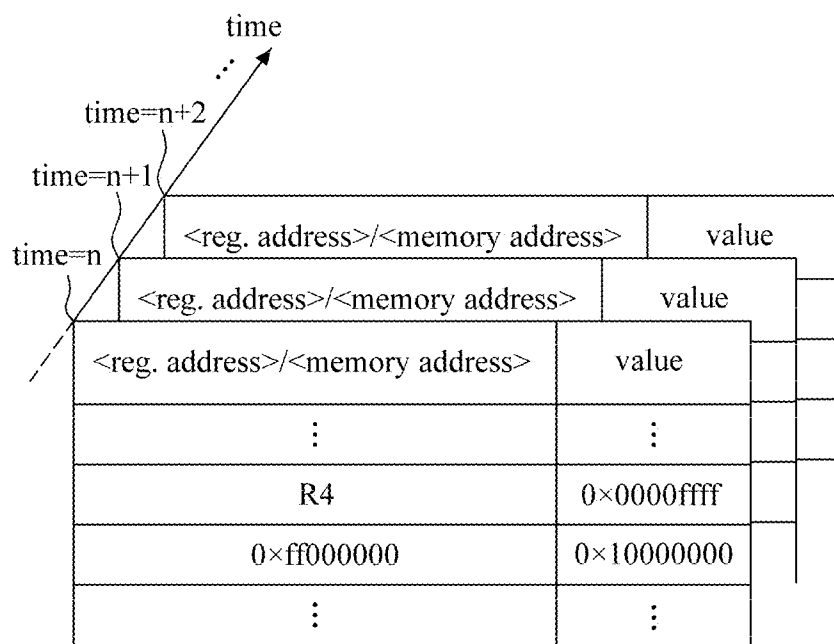 time
⋮
time=n+2
time=n+1
<reg. address>/<memory address> value
time=n
<reg. address>/<memory address> value
<reg. address>/<memory address> value
⋮ ⋮
R4 0×0000ffff
0×ff000000 0×10000000
⋮ ⋮